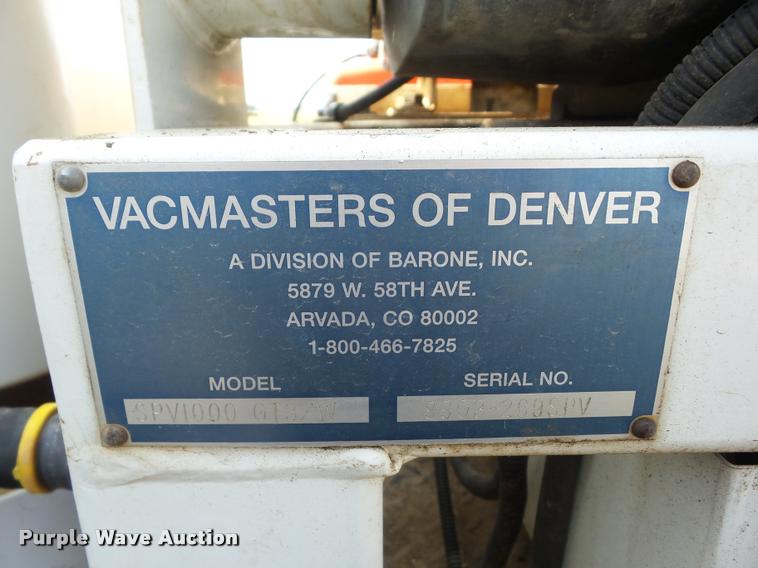 VACMASTERS OF DENVER
A DIVISION OF BARONE, INC.
5879 W. 58TH AVE.
ARVADA, CO 80002
1-800-466-7825
MODEL SERIAL NO.
SPV1000
Purple Wave Auction